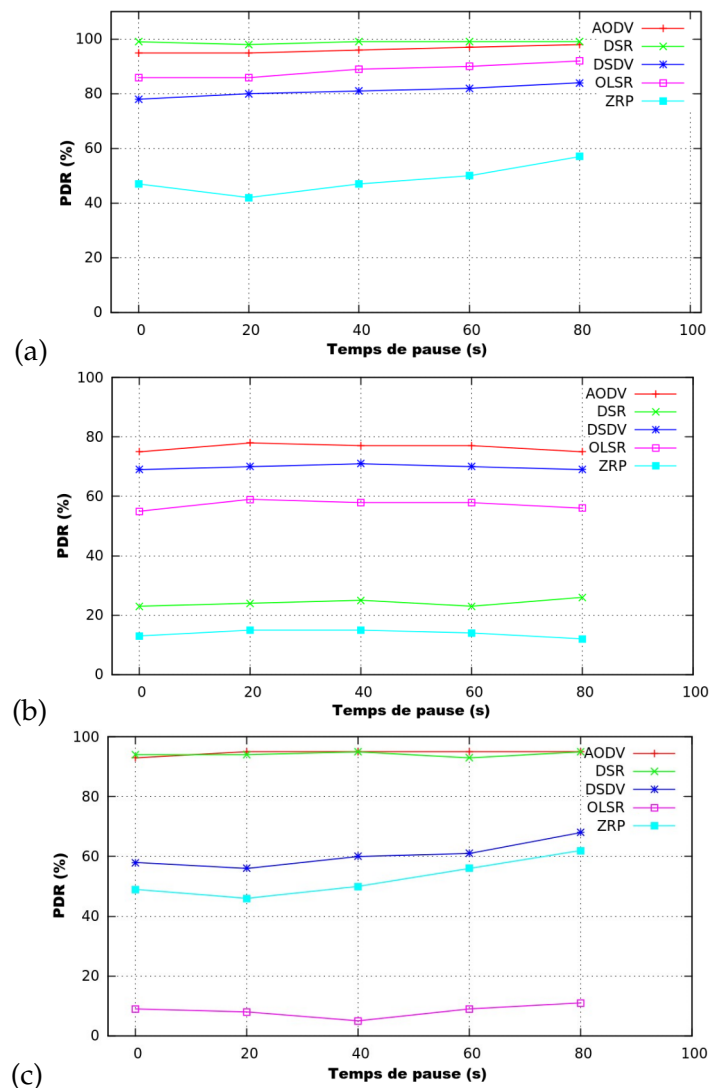 100
80
60
40
20
0
PDR (%)
AODV
DSR
DSDV
OLSR
ZRP
0 20 40 60 80 100
Temps de pause (s)
(a)
100
80
60
40
20
0
PDR (%)
AODV
DSR
DSDV
OLSR
ZRP
0 20 40 60 80 100
Temps de pause (s)
(b)
100
80
60
40
20
0
PDR (%)
AODV
DSR
DSDV
OLSR
ZRP
0 20 40 60 80 100
Temps de pause (s)
(c)